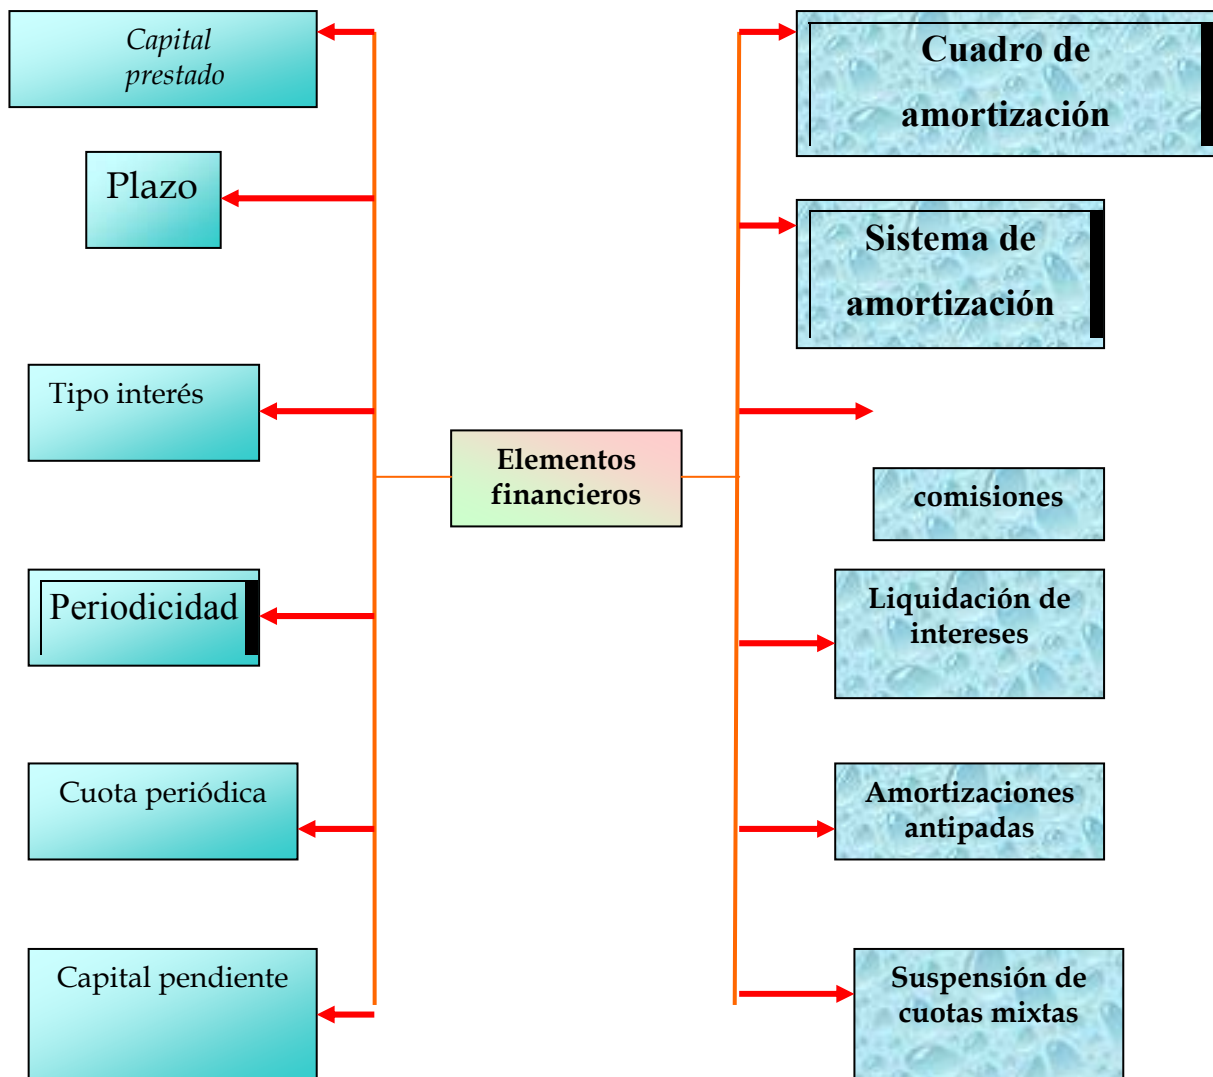 Capital
prestado
Plazo
Tipo interés
Periodicidad
Cuota periódica
Capital pendiente
Elementos
financieros
Cuadro de
amortización
Sistema de
amortización
comisiones
Liquidación de
intereses
Amortizaciones
antipadas
Suspensión de
cuotas mixtas